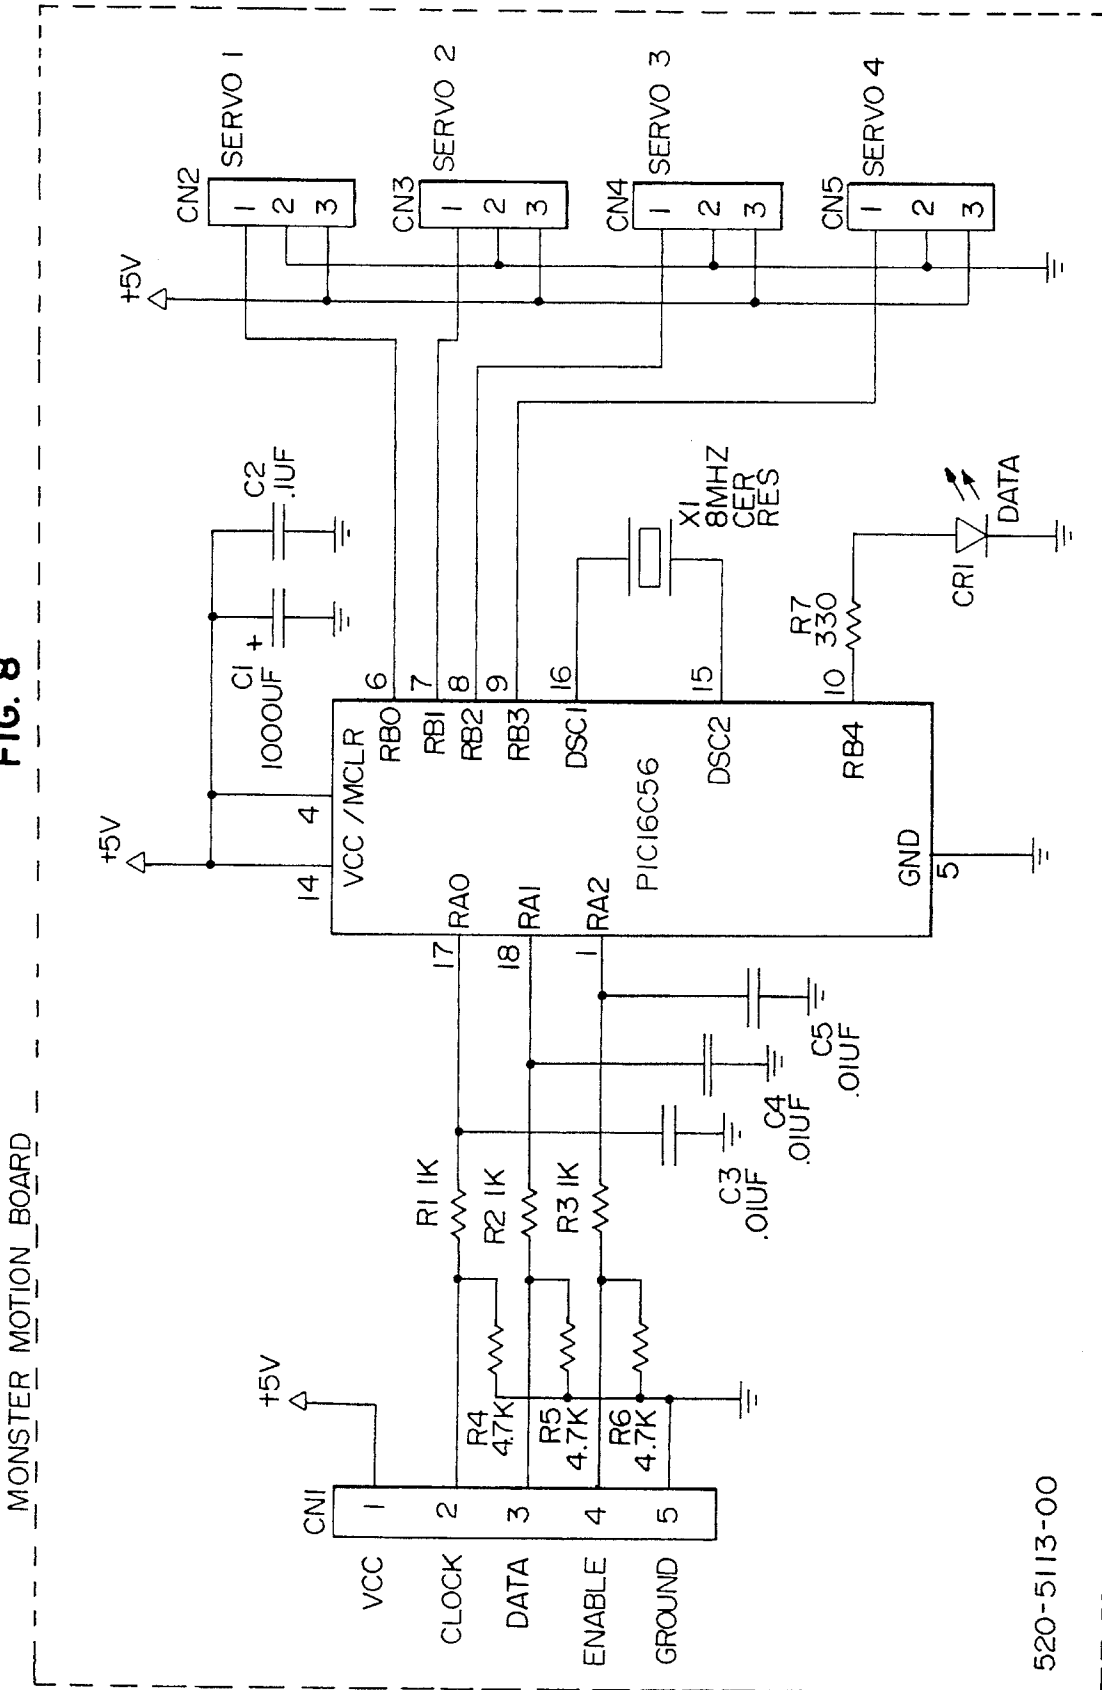 FIG. 8
MONSTER MOTION BOARD
CN1
VCC 1
CLOCK 2
DATA 3
ENABLE 4
GROUND 5
+5V
R4
4.7K
R5
4.7K
R6
4.7K
R1 1K
R2 1K
R3 1K
C3
.01UF
C4
.01UF
C5
.01UF
+5V
14
4
VCC /MCLR
17
RA0
18
RA1
1
RA2
PIC16C56
GND
5
C1
+
1000UF
C2
.1UF
6
RB0
7
RB1
8
RB2
9
RB3
16
DSC1
15
DSC2
10
RB4
X1
8MHZ
CER
RES
R7
330
CR1
DATA
+5V
CN2
SERVO 1
1
2
3
CN3
SERVO 2
1
2
3
CN4
SERVO 3
1
2
3
CN5
SERVO 4
1
2
3
520-5113-00